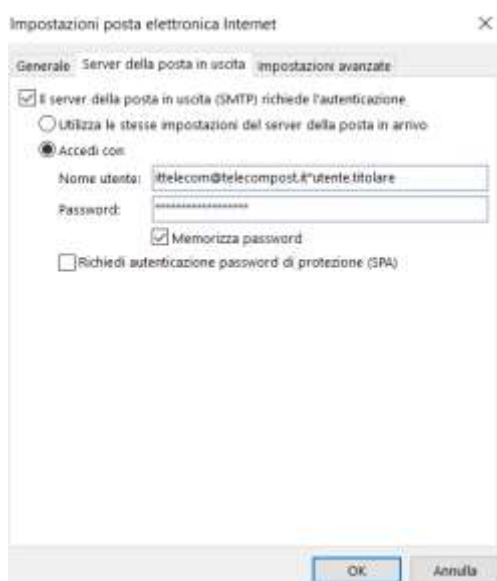 Impostazioni posta elettronica Internet
Generale Server della posta in uscita Impostazioni avanzate
Il server della posta in uscita (SMTP) richiede l'autenticazione
Utilizza le stesse impostazioni del server della posta in arrivo
Accedi con
Nome utente: ittelecom@telecompost.it*utente.titolare
Password: ******************
Memorizza password
Richiedi autenticazione password di protezione (SPA)
OK Annulla